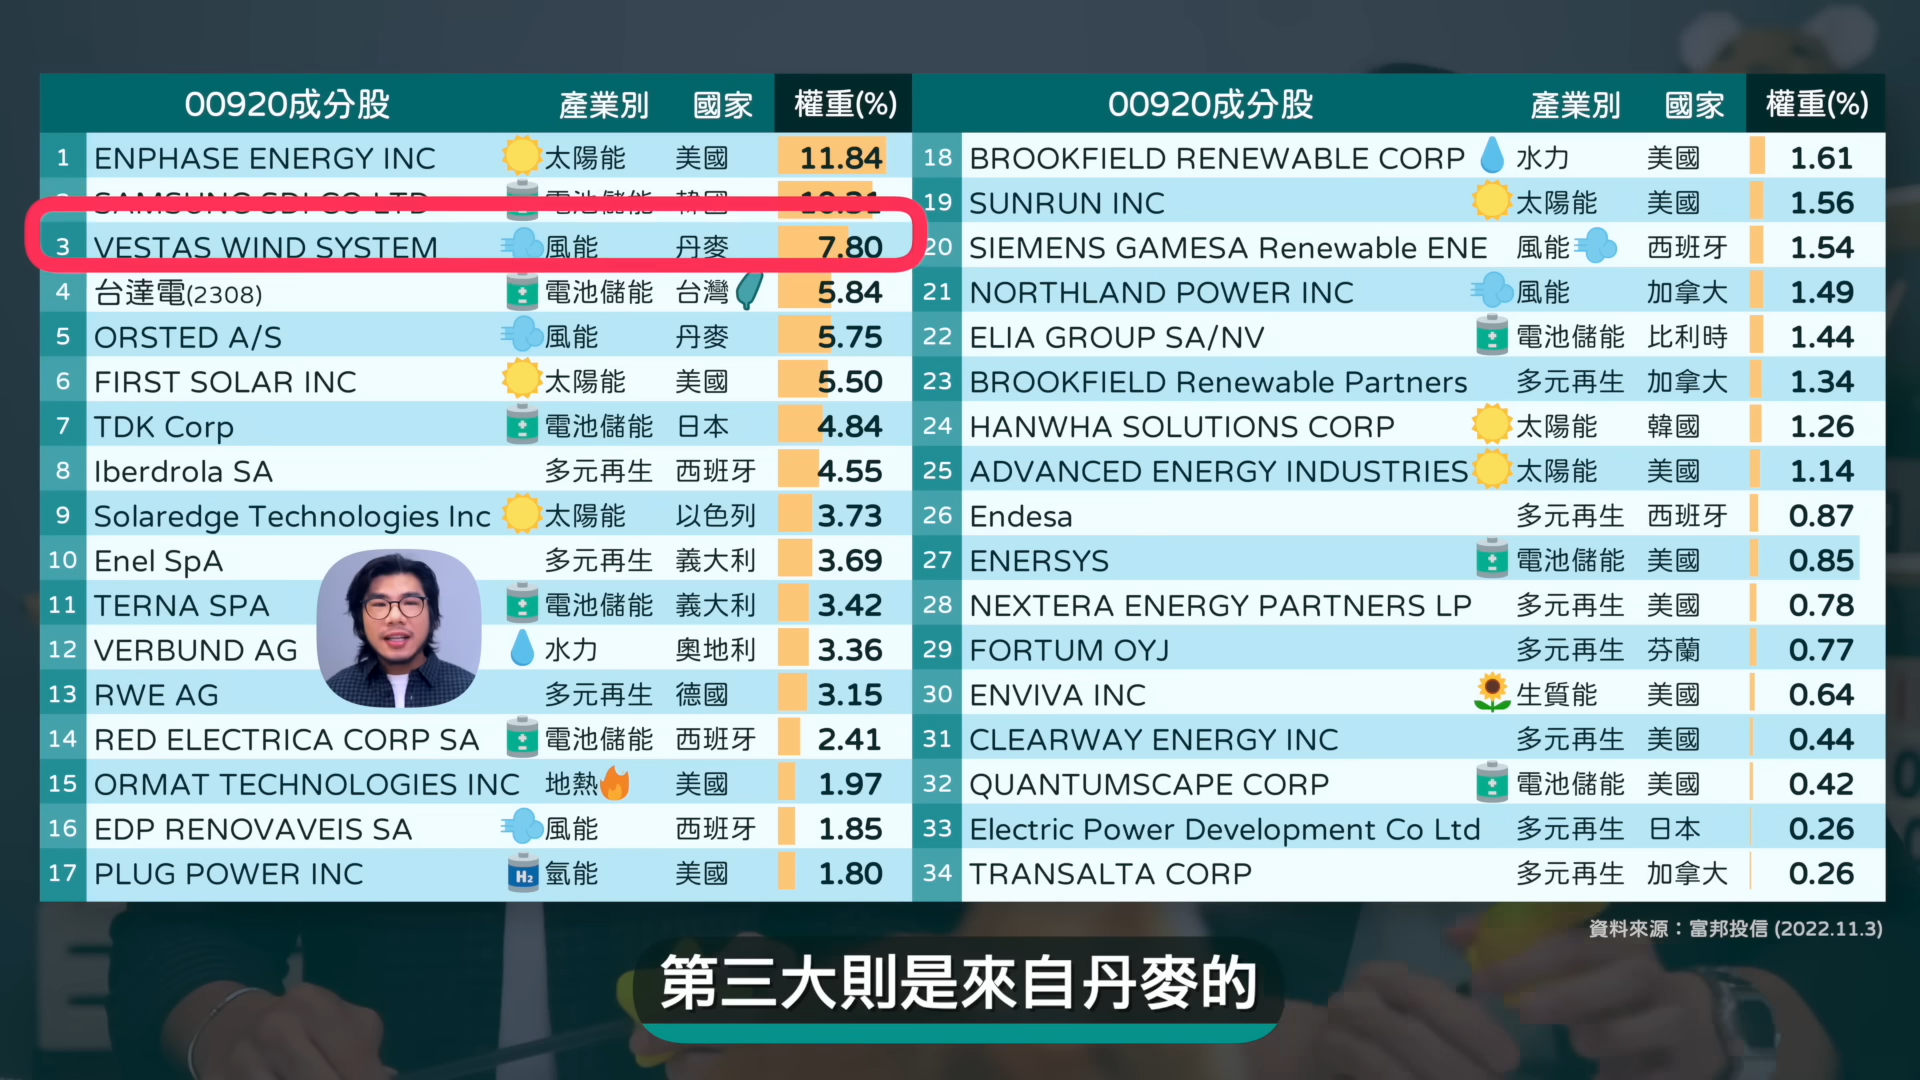 00920成分股 產業別 國家 權重(%)
1 ENPHASE ENERGY INC 太陽能 美國 11.84
2 SAMSUNG SDI CO LTD 電池儲能 韓國 10.31
3 VESTAS WIND SYSTEM 風能 丹麥 7.80
4 台達電(2308) 電池儲能 台灣 5.84
5 ORSTED A/S 風能 丹麥 5.75
6 FIRST SOLAR INC 太陽能 美國 5.50
7 TDK Corp 電池儲能 日本 4.84
8 Iberdrola SA 多元再生 西班牙 4.55
9 Solaredge Technologies Inc 太陽能 以色列 3.73
10 Enel SpA 多元再生 義大利 3.69
11 TERNA SPA 電池儲能 義大利 3.42
12 VERBUND AG 水力 奧地利 3.36
13 RWE AG 多元再生 德國 3.15
14 RED ELECTRICA CORP SA 電池儲能 西班牙 2.41
15 ORMAT TECHNOLOGIES INC 地熱 美國 1.97
16 EDP RENOVAVEIS SA 風能 西班牙 1.85
17 PLUG POWER INC H₂ 氫能 美國 1.80
00920成分股 產業別 國家 權重(%)
18 BROOKFIELD RENEWABLE CORP 水力 美國 1.61
19 SUNRUN INC 太陽能 美國 1.56
20 SIEMENS GAMESA Renewable ENE 風能 西班牙 1.54
21 NORTHLAND POWER INC 風能 加拿大 1.49
22 ELIA GROUP SA/NV 電池儲能 比利時 1.44
23 BROOKFIELD Renewable Partners 多元再生 加拿大 1.34
24 HANWHA SOLUTIONS CORP 太陽能 韓國 1.26
25 ADVANCED ENERGY INDUSTRIES 太陽能 美國 1.14
26 Endesa 多元再生 西班牙 0.87
27 ENERSYS 電池儲能 美國 0.85
28 NEXTERA ENERGY PARTNERS LP 多元再生 美國 0.78
29 FORTUM OYJ 多元再生 芬蘭 0.77
30 ENVIVA INC 生質能 美國 0.64
31 CLEARWAY ENERGY INC 多元再生 美國 0.44
32 QUANTUMSCAPE CORP 電池儲能 美國 0.42
33 Electric Power Development Co Ltd 多元再生 日本 0.26
34 TRANSALTA CORP 多元再生 加拿大 0.26
資料來源：富邦投信 (2022.11.3)
第三大則是來自丹麥的